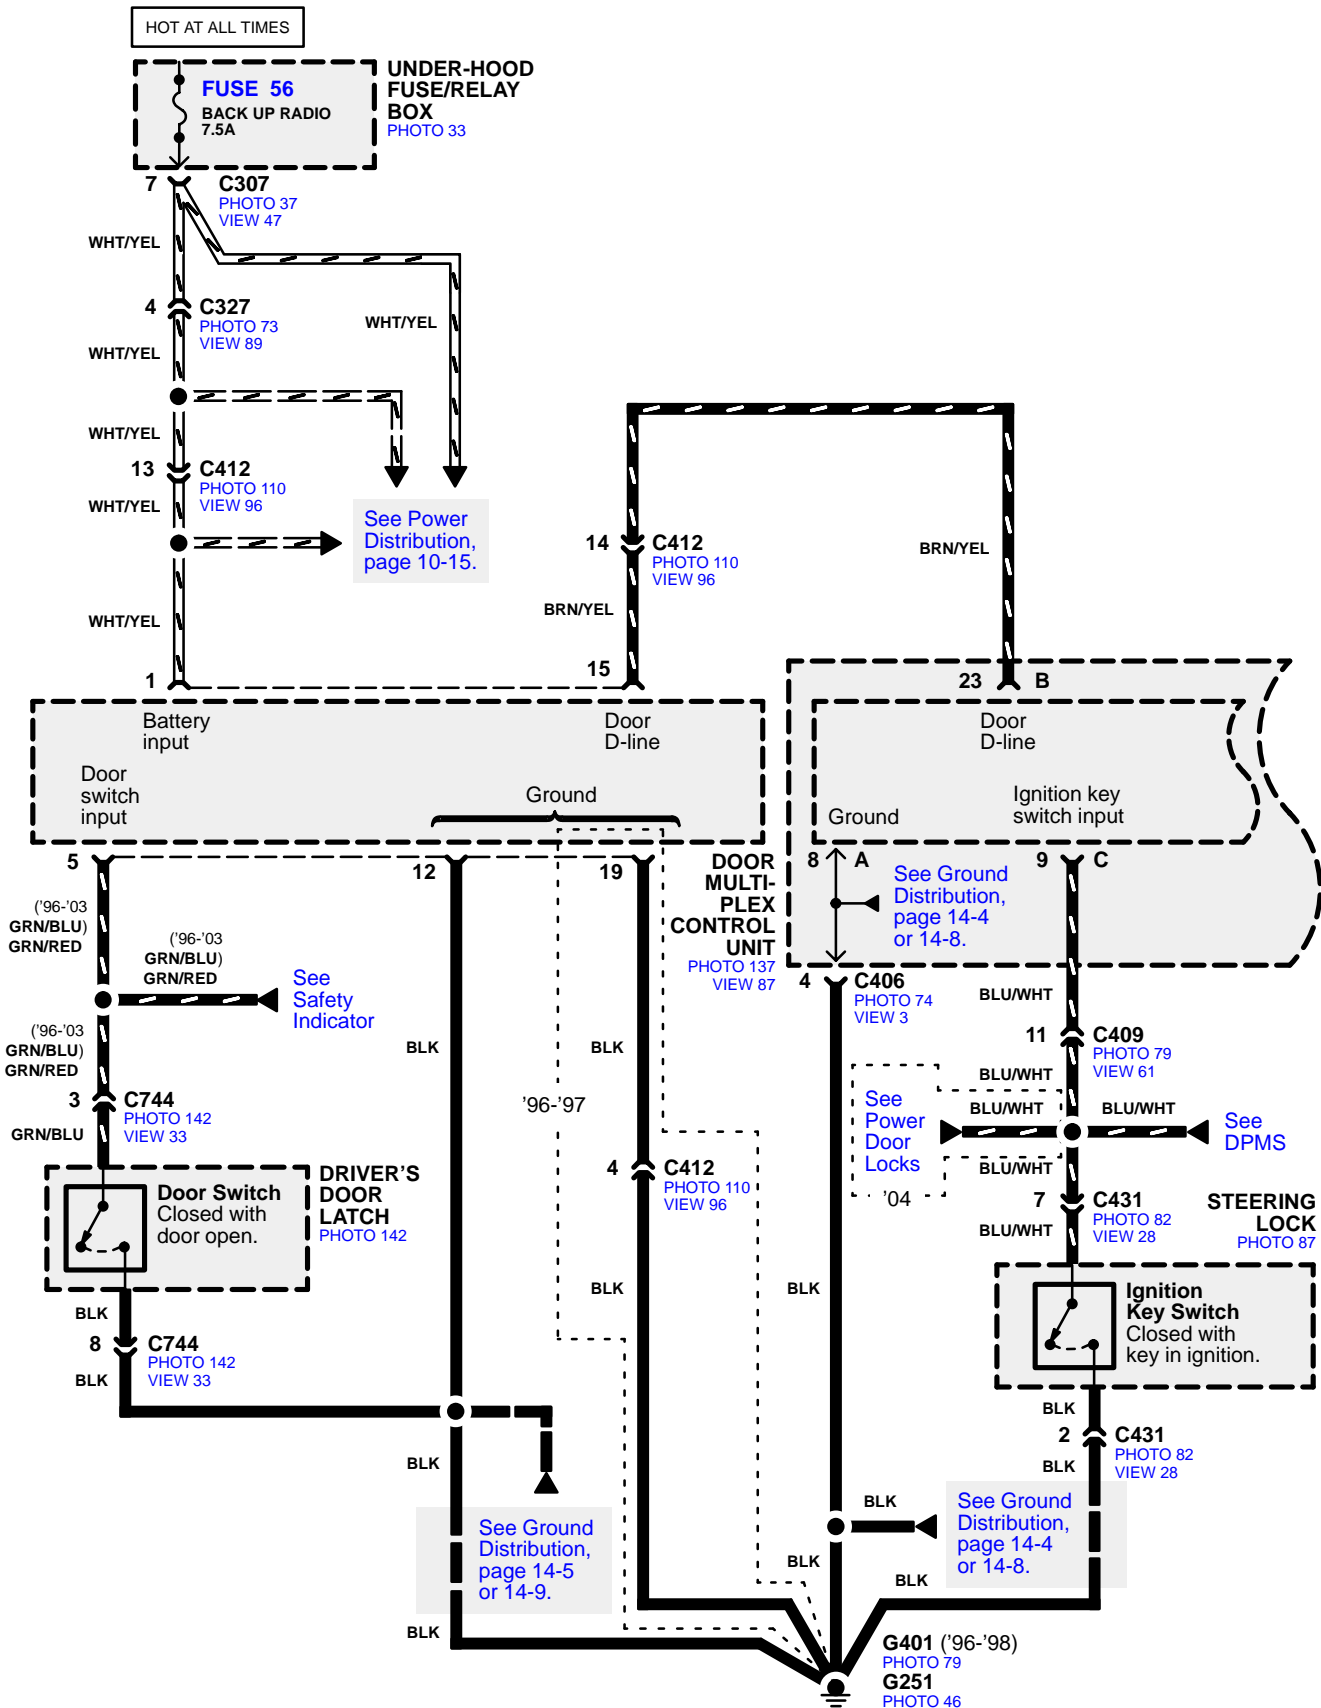 HOT AT ALL TIMES
FUSE 56
BACK UP RADIO
7.5A
UNDER-HOOD
FUSE/RELAY
BOX
PHOTO 33
7
C307
PHOTO 37
VIEW 47
WHT/YEL
4
C327
PHOTO 73
VIEW 89
WHT/YEL
WHT/YEL
WHT/YEL
13
C412
PHOTO 110
VIEW 96
WHT/YEL
See Power
Distribution,
page 10-15.
14
C412
PHOTO 110
VIEW 96
BRN/YEL
BRN/YEL
WHT/YEL
1
15
23
B
Battery
input
Door
D-line
Door
D-line
Door
switch
input
Ground
Ground
Ignition key
switch input
5
12
19
DOOR
MULTI-
PLEX
CONTROL
UNIT
PHOTO 137
VIEW 87
8
A
9
C
See Ground
Distribution,
page 14-4
or 14-8.
('96-'03
GRN/BLU)
GRN/RED
('96-'03
GRN/BLU)
GRN/RED
See
Safety
Indicator
4
C406
PHOTO 74
VIEW 3
BLU/WHT
('96-'03
GRN/BLU)
GRN/RED
BLK
BLK
11
C409
PHOTO 79
VIEW 61
BLU/WHT
3
C744
PHOTO 142
VIEW 33
GRN/BLU
'96-'97
See
Power
Door
Locks
BLU/WHT
BLU/WHT
See
DPMS
BLU/WHT
'04
4
C412
PHOTO 110
VIEW 96
7
C431
PHOTO 82
VIEW 28
BLU/WHT
STEERING
LOCK
PHOTO 87
Door Switch
Closed with
door open.
DRIVER'S
DOOR
LATCH
PHOTO 142
BLK
BLK
BLK
Ignition
Key Switch
Closed with
key in ignition.
8
C744
PHOTO 142
VIEW 33
BLK
BLK
2
C431
PHOTO 82
VIEW 28
BLK
BLK
See Ground
Distribution,
page 14-5
or 14-9.
BLK
See Ground
Distribution,
page 14-4
or 14-8.
BLK
BLK
BLK
G401 ('96-'98)
PHOTO 79
G251
PHOTO 46